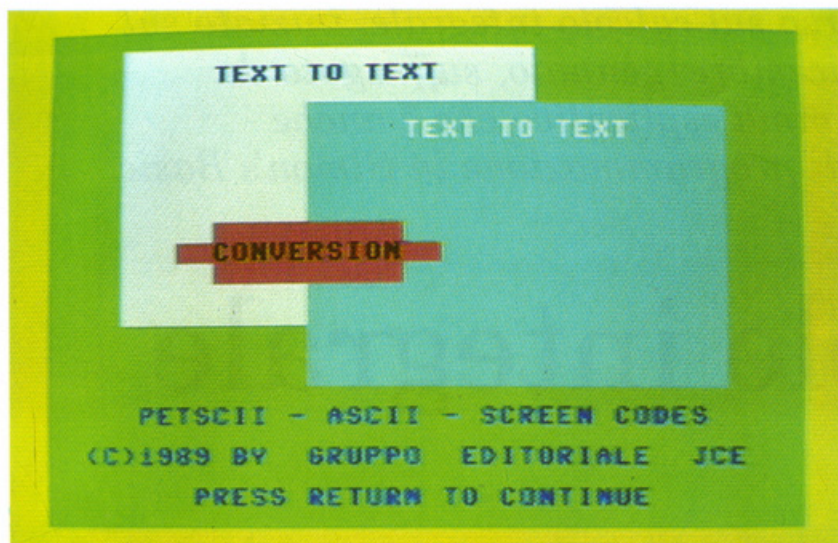 TEXT TO TEXT
TEXT TO TEXT
CONVERSION
PETSCII - ASCII - SCREEN CODES
(C)1989 BY GRUPPO EDITORIALE JCE
PRESS RETURN TO CONTINUE